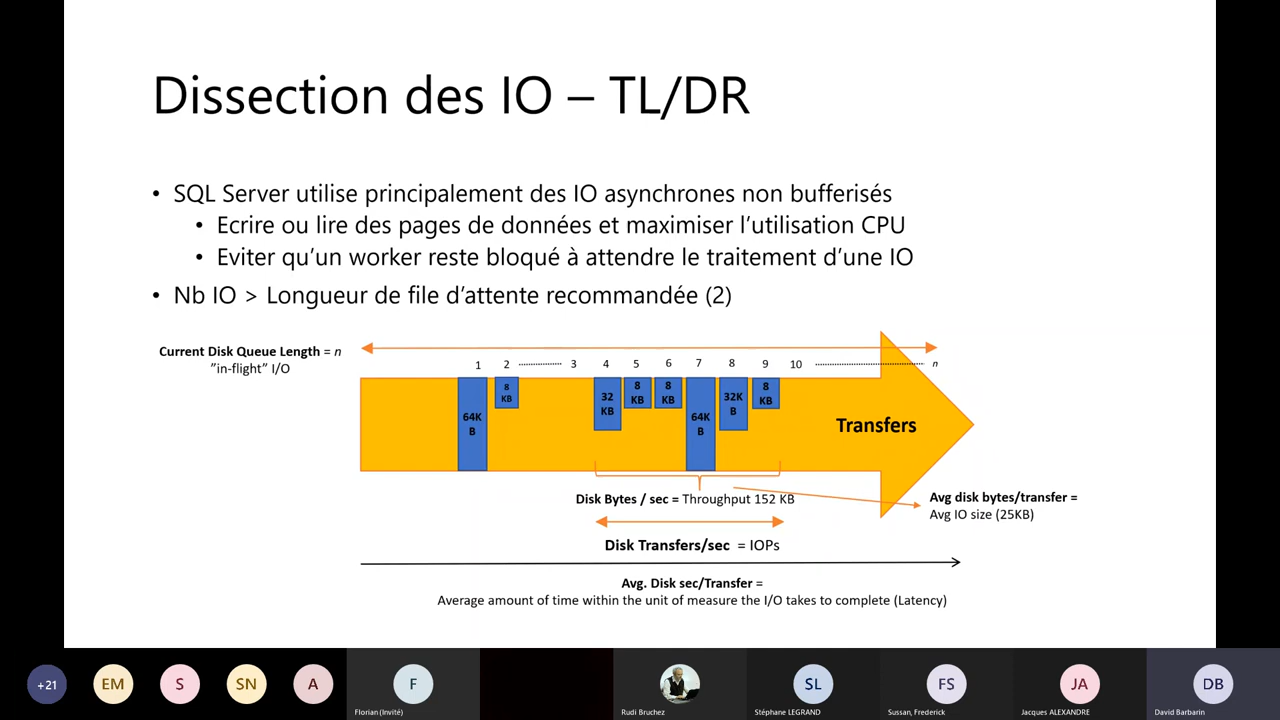 Dissection des IO – TL/DR
• SQL Server utilise principalement des IO asynchrones non bufferisés
• Ecrire ou lire des pages de données et maximiser l’utilisation CPU
• Eviter qu’un worker reste bloqué à attendre le traitement d’une IO
• Nb IO > Longueur de file d’attente recommandée (2)
Current Disk Queue Length = n
”in-flight” I/O
1 2 3 4 5 6 7 8 9 10 n
64K
B
8
KB
32
KB
8
KB
8
KB
64K
B
32K
B
8
KB
Transfers
Disk Bytes / sec = Throughput 152 KB
Avg disk bytes/transfer =
Avg IO size (25KB)
Disk Transfers/sec = IOPs
Avg. Disk sec/Transfer =
Average amount of time within the unit of measure the I/O takes to complete (Latency)
+21 EM S SN A F SL FS JA DB
Florian (Invité) Rudi Bruchez Stéphane LEGRAND Sussan, Frederick Jacques ALEXANDRE David Barbarin